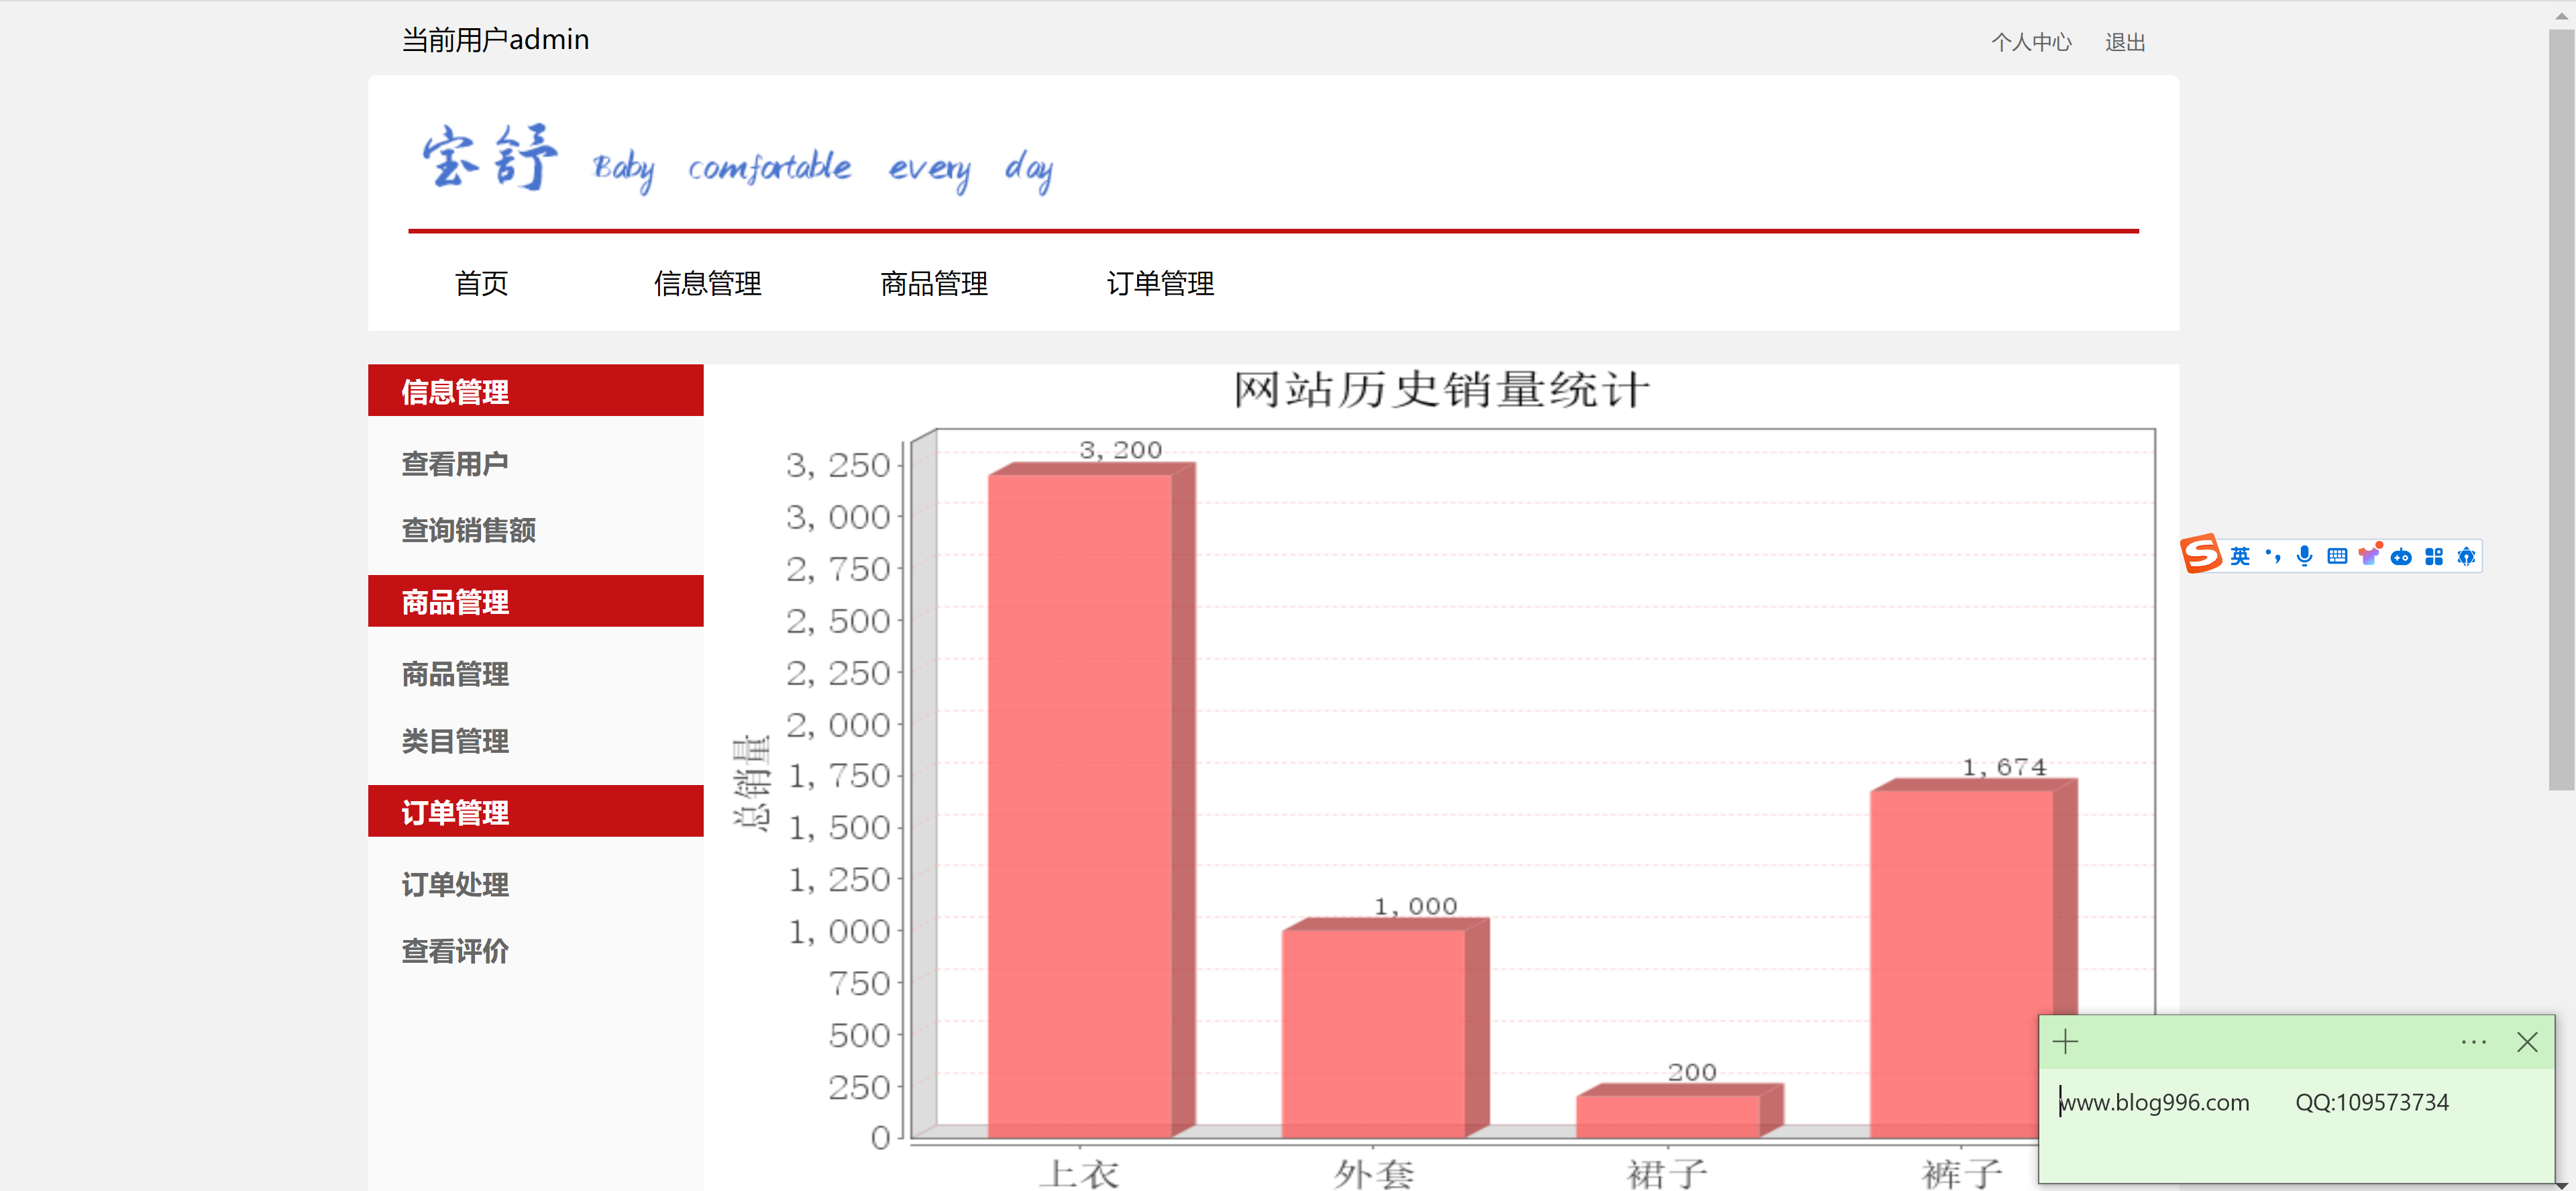 当前用户admin
个人中心 退出
宝舒 Baby comfortable every day
首页 信息管理 商品管理 订单管理
信息管理
查看用户
查询销售额
商品管理
商品管理
类目管理
订单管理
订单处理
查看评价
网站历史销量统计
总销量
3,250
3,000
2,750
2,500
2,250
2,000
1,750
1,500
1,250
1,000
750
500
250
0
3,200
1,000
200
1,674
上衣 外套 裙子 裤子
英
www.blog996.com QQ:109573734